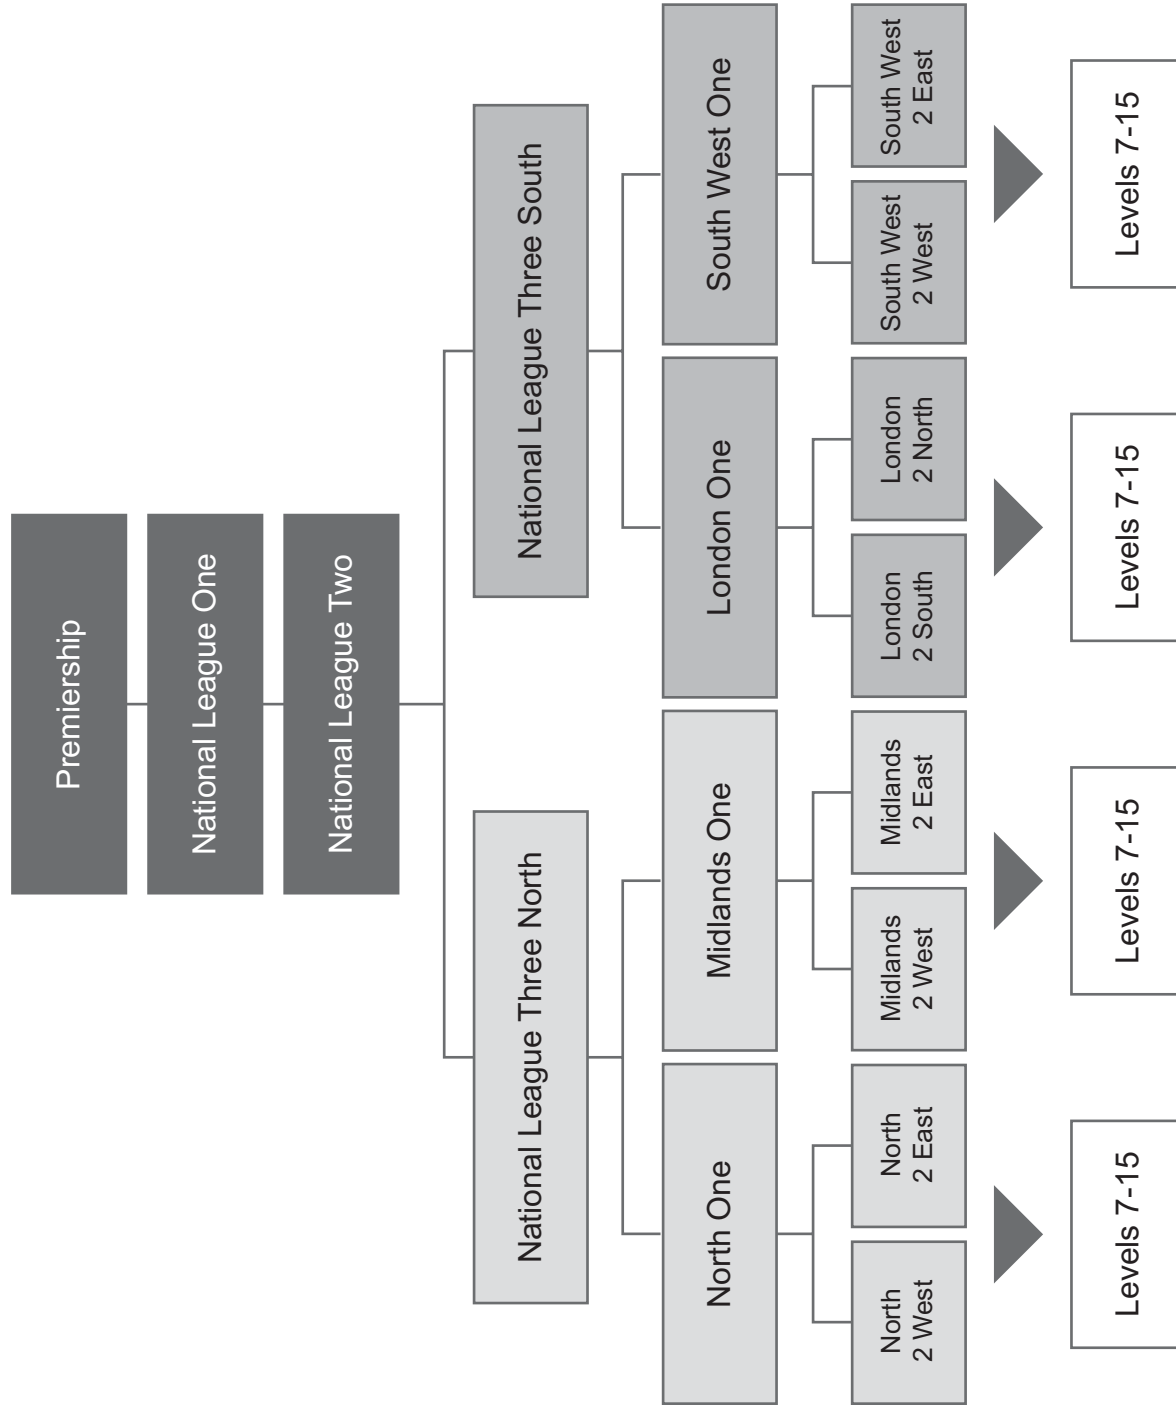 Premiership
National League One
National League Two
National League Three North
National League Three South
North One
Midlands One
London One
South West One
North
2 West
North
2 East
Midlands
2 West
Midlands
2 East
London
2 South
London
2 North
South West
2 West
South West
2 East
Levels 7-15
Levels 7-15
Levels 7-15
Levels 7-15